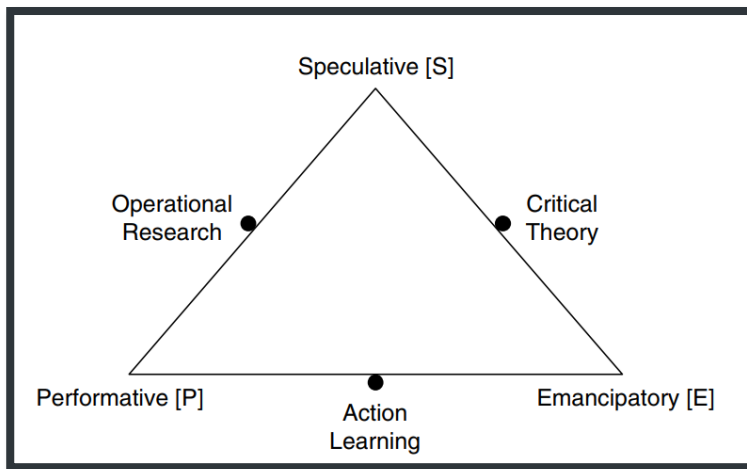 Speculative [S]
Operational
Research
Critical
Theory
Performative [P]
Emancipatory [E]
Action
Learning